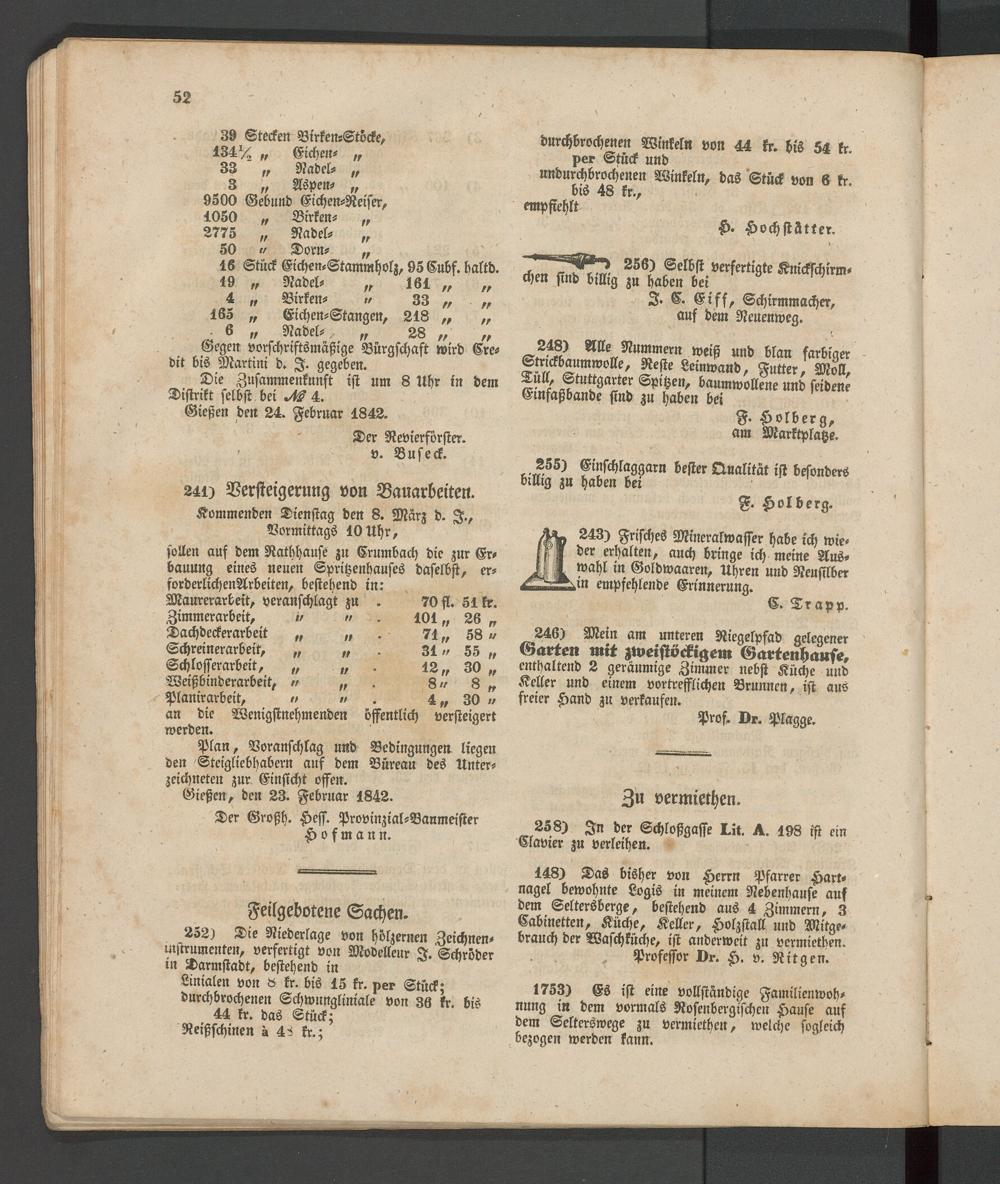 52
39 Stecken Birken-Stöcke,
134½ „ Eichen- „
33 „ Nadel- „
3 „ Aspen- „
9500 Gebund Eichen-Reiser,
1050 „ Birken- „
2775 „ Nadel- „
50 „ Dorn- „
16 Stück Eichen-Stammholz, 95 Cubf. haltd.
19 „ Nadel- „ 161 „ „
4 „ Birken- „ 33 „ „
165 „ Eichen-Stangen, 218 „ „
6 „ Nadel- „ 28 „ „
Gegen vorschriftsmäßige Bürgschaft wird Cre-
dit bis Martini d. J. gegeben.
Die Zusammenkunft ist um 8 Uhr in dem
Distrikt selbst bei № 4.
Gießen den 24. Februar 1842.
Der Revierförster.
v. Buseck.
241) Versteigerung von Bauarbeiten.
Kommenden Dienstag den 8. März d. J.,
Vormittags 10 Uhr,
sollen auf dem Rathhause zu Crumbach die zur Er-
bauung eines neuen Spritzenhauses daselbst, er-
forderlichen Arbeiten, bestehend in:
Maurerarbeit, veranschlagt zu . 70 fl. 51 kr.
Zimmerarbeit, „ „ . 101 „ 26 „
Dachdeckerarbeit „ „ . 71 „ 58 „
Schreinerarbeit, „ „ . 31 „ 55 „
Schlosserarbeit, „ „ . 12 „ 30 „
Weißbinderarbeit, „ „ . 8 „ 8 „
Planirarbeit, „ „ . 4 „ 30 „
an die Wenigstnehmenden öffentlich versteigert
werden.
Plan, Voranschlag und Bedingungen liegen
den Steigliebhabern auf dem Büreau des Unter-
zeichneten zur Einsicht offen.
Gießen, den 23. Februar 1842.
Der Großh. Hess. Provinzial-Baumeister
Hofmann.
Feilgebotene Sachen.
252) Die Niederlage von hölzernen Zeichnen-
instrumenten, verfertigt von Modelleur J. Schröder
in Darmstadt, bestehend in
Linialen von 8 kr. bis 15 kr. per Stück;
durchbrochenen Schwungliniale von 36 kr. bis
44 kr. das Stück;
Reißschinen à 48 kr.;
durchbrochenen Winkeln von 44 kr. bis 54 kr.
per Stück und
undurchbrochenen Winkeln, das Stück von 6 kr.
bis 48 kr.,
empfiehlt
H. Hochstätter.
256) Selbst verfertigte Knickschirm-
chen sind billig zu haben bei
J. C. Eiff, Schirmmacher,
auf dem Neuenweg.
248) Alle Nummern weiß und blau farbiger
Strickbaumwolle, Reste Leinwand, Futter, Moll,
Tüll, Stuttgarter Spitzen, baumwollene und seidene
Einfaßbande sind zu haben bei
F. Holberg,
am Marktplatze.
255) Einschlaggarn bester Qualität ist besonders
billig zu haben bei
F. Holberg.
243) Frisches Mineralwasser habe ich wie-
der erhalten, auch bringe ich meine Aus-
wahl in Goldwaaren, Uhren und Neusilber
in empfehlende Erinnerung.
C. Trapp.
246) Mein am unteren Riegelpfad gelegener
Garten mit zweistöckigem Gartenhause,
enthaltend 2 geräumige Zimmer nebst Küche und
Keller und einem vortrefflichen Brunnen, ist aus
freier Hand zu verkaufen.
Prof. Dr. Plagge.
Zu vermiethen.
258) In der Schloßgasse Lit. A. 198 ist ein
Clavier zu verleihen.
148) Das bisher von Herrn Pfarrer Hart-
nagel bewohnte Logis in meinem Nebenhause auf
dem Seltersberge, bestehend aus 4 Zimmern, 3
Cabinetten, Küche, Keller, Holzstall und Mitge-
brauch der Waschküche, ist anderweit zu vermiethen.
Professor Dr. H. v. Ritgen.
1753) Es ist eine vollständige Familienwoh-
nung in dem vormals Rosenbergischen Hause auf
dem Selterswege zu vermiethen, welche sogleich
bezogen werden kann.